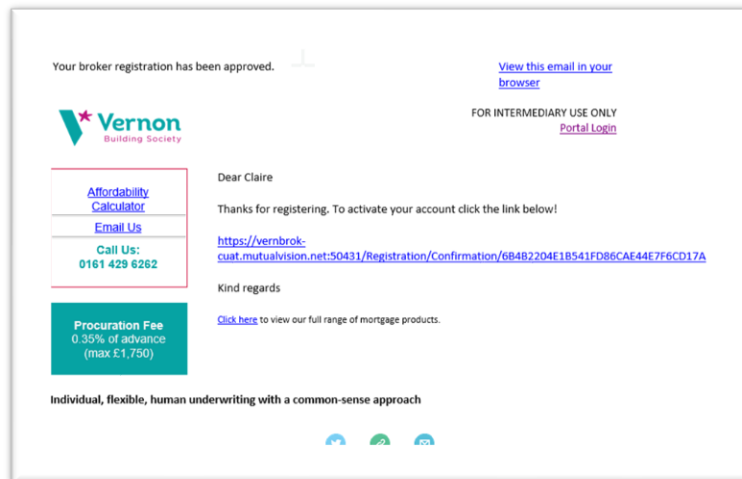 Your broker registration has been approved.
View this email in your
browser
FOR INTERMEDIARY USE ONLY
Portal Login
Vernon
Building Society
Affordability
Calculator
Email Us
Call Us:
0161 429 6262
Procuration Fee
0.35% of advance
(max £1,750)
Dear Claire
Thanks for registering. To activate your account click the link below!
https://vernbrok-
cuat.mutualvision.net:50431/Registration/Confirmation/6B4B2204E1B541FD86CAE44E7F6CD17A
Kind regards
Click here to view our full range of mortgage products.
Individual, flexible, human underwriting with a common-sense approach